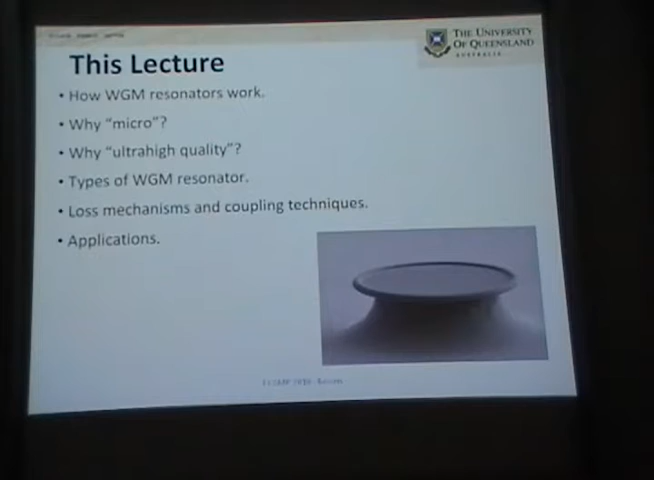 THE UNIVERSITY
OF QUEENSLAND
AUSTRALIA
This Lecture
• How WGM resonators work.
• Why “micro”?
• Why “ultrahigh quality”?
• Types of WGM resonator.
• Loss mechanisms and coupling techniques.
• Applications.